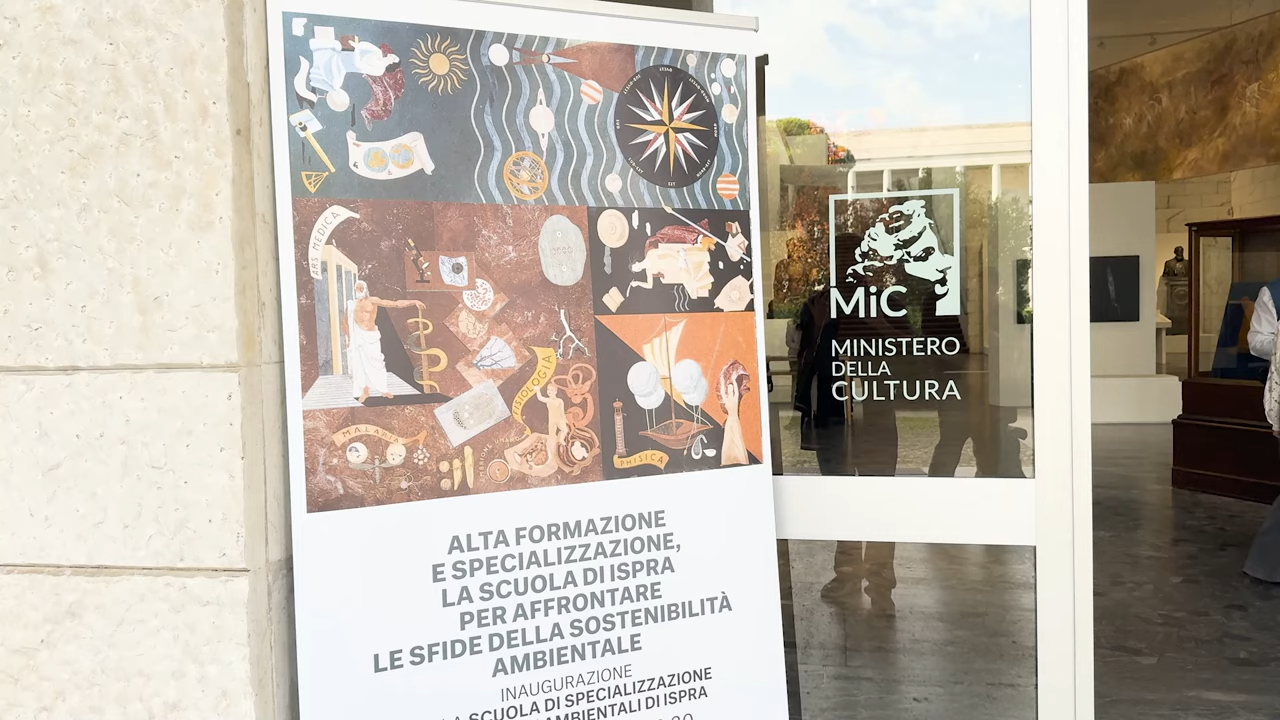 ARS MEDICA
FISIOLOGIA
MALARIA
PHISICA
ALTA FORMAZIONE
E SPECIALIZZAZIONE,
LA SCUOLA DI ISPRA
PER AFFRONTARE
LE SFIDE DELLA SOSTENIBILITÀ
AMBIENTALE
INAUGURAZIONE
SCUOLA DI SPECIALIZZAZIONE
AMBIENTALI DI ISPRA
MiC
MINISTERO
DELLA
CULTURA